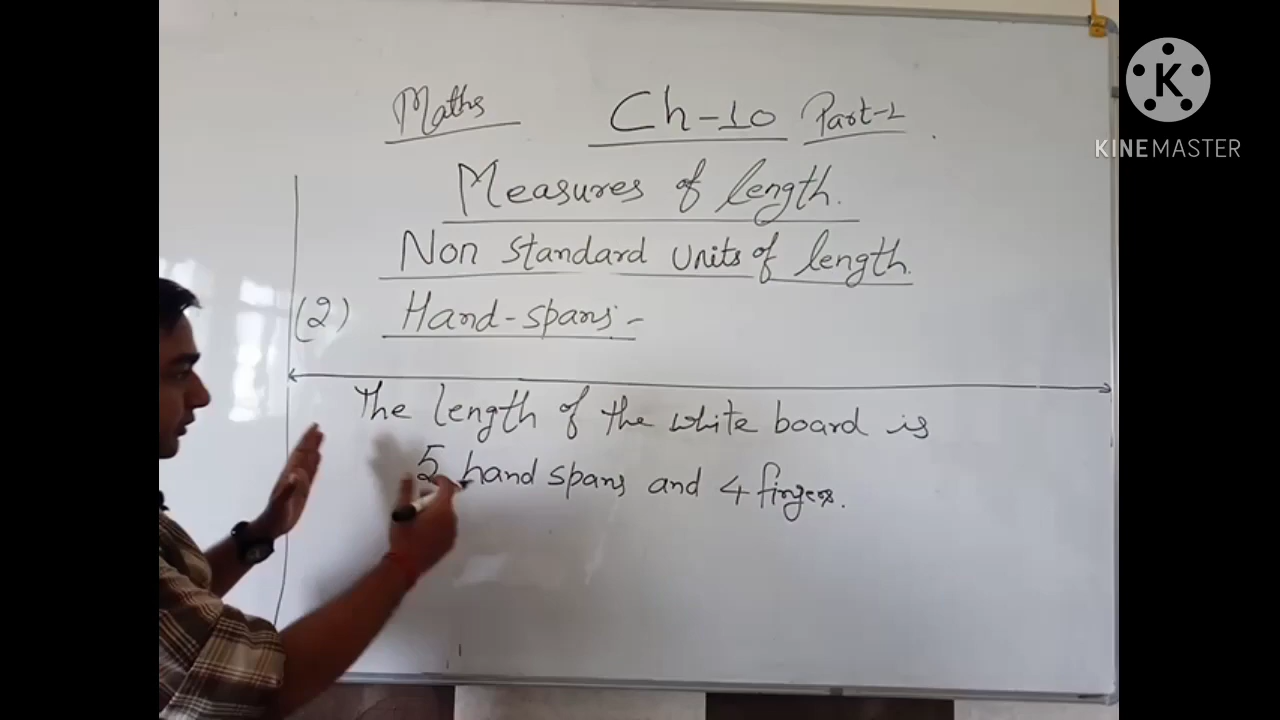 Maths Ch-10 Part-1
Measures of length.
Non standard units of length.
(2) Hand-spans:-
The length of the white board is
5 hand spans and 4 fingers.
K
KINEMASTER